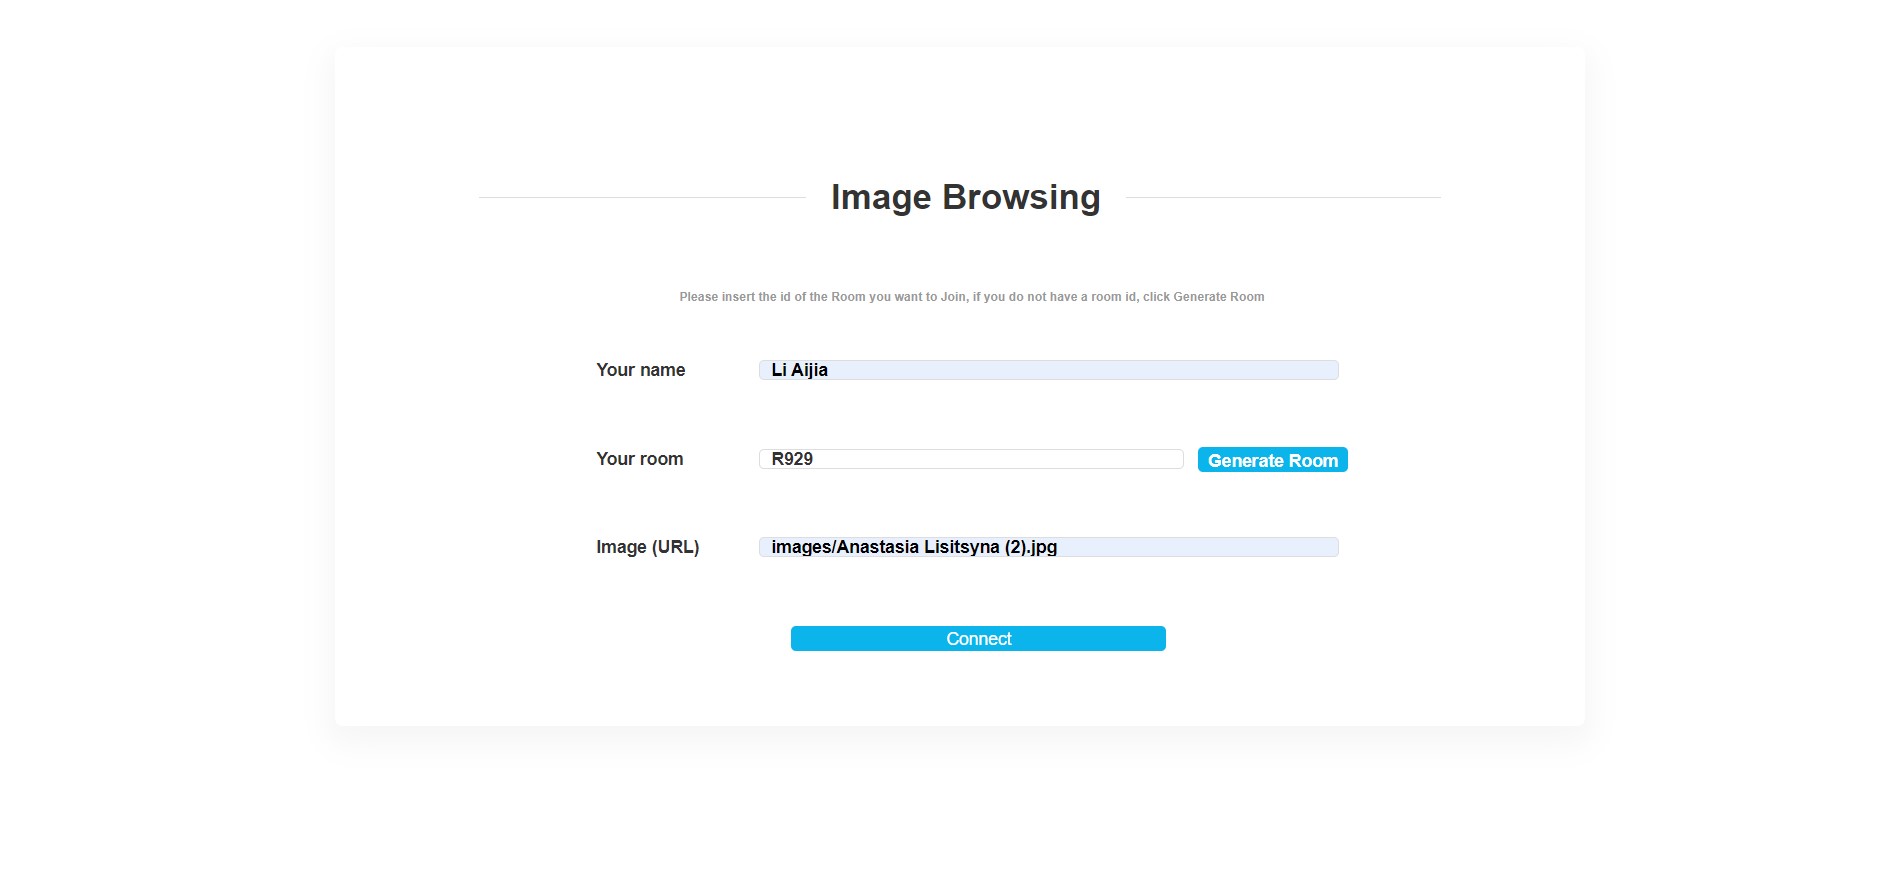 Image Browsing
Please insert the id of the Room you want to Join, if you do not have a room id, click Generate Room
Your name Li Aijia
Your room R929 Generate Room
Image (URL) images/Anastasia Lisitsyna (2).jpg
Connect